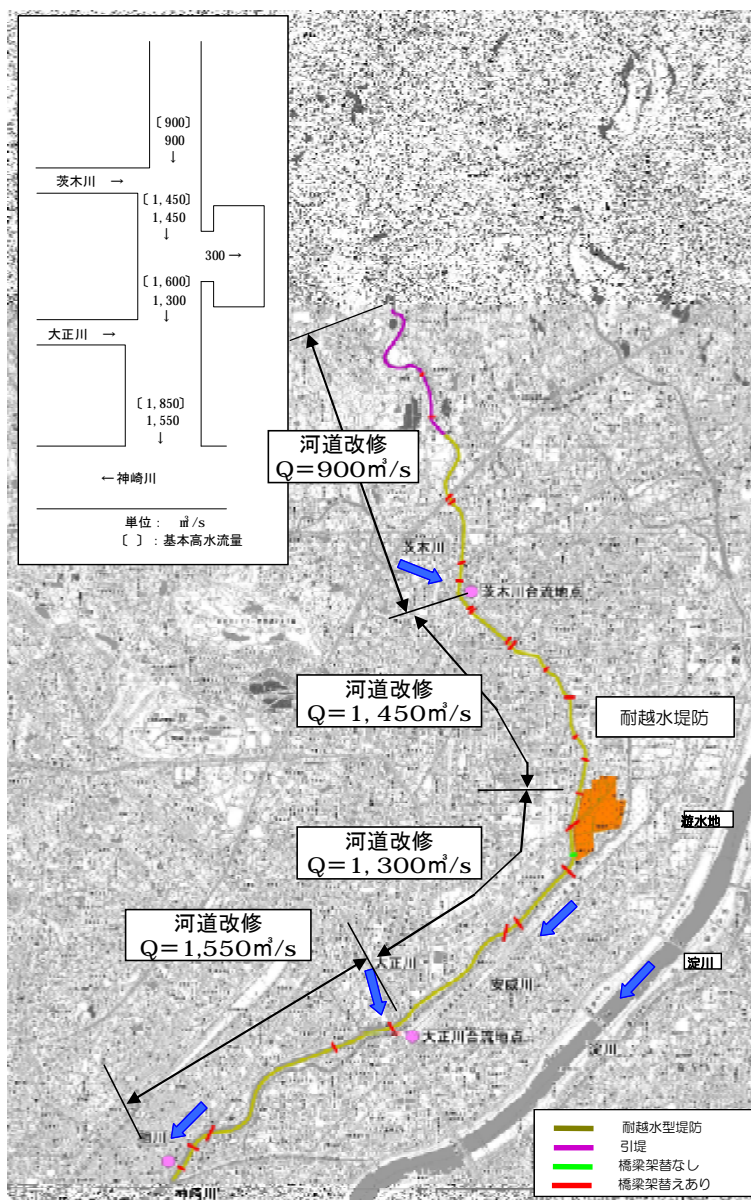 [900]
900
↓
茨木川 →
[1,450]
1,450
↓
300→
[1,600]
1,300
↓
大正川 →
[1,850]
1,550
↓
←神崎川
単位： ㎥/s
〔 〕：基本高水流量
河道改修
Q＝900㎥/s
茨木川
茨木川合流地点
河道改修
Q＝1,450㎥/s
耐越水堤防
遊水地
河道改修
Q＝1,300㎥/s
河道改修
Q＝1,550㎥/s
大正川
安威川
淀川
大正川合流地点
淀川
神崎川
耐越水型堤防
引堤
橋梁架替なし
橋梁架替えあり